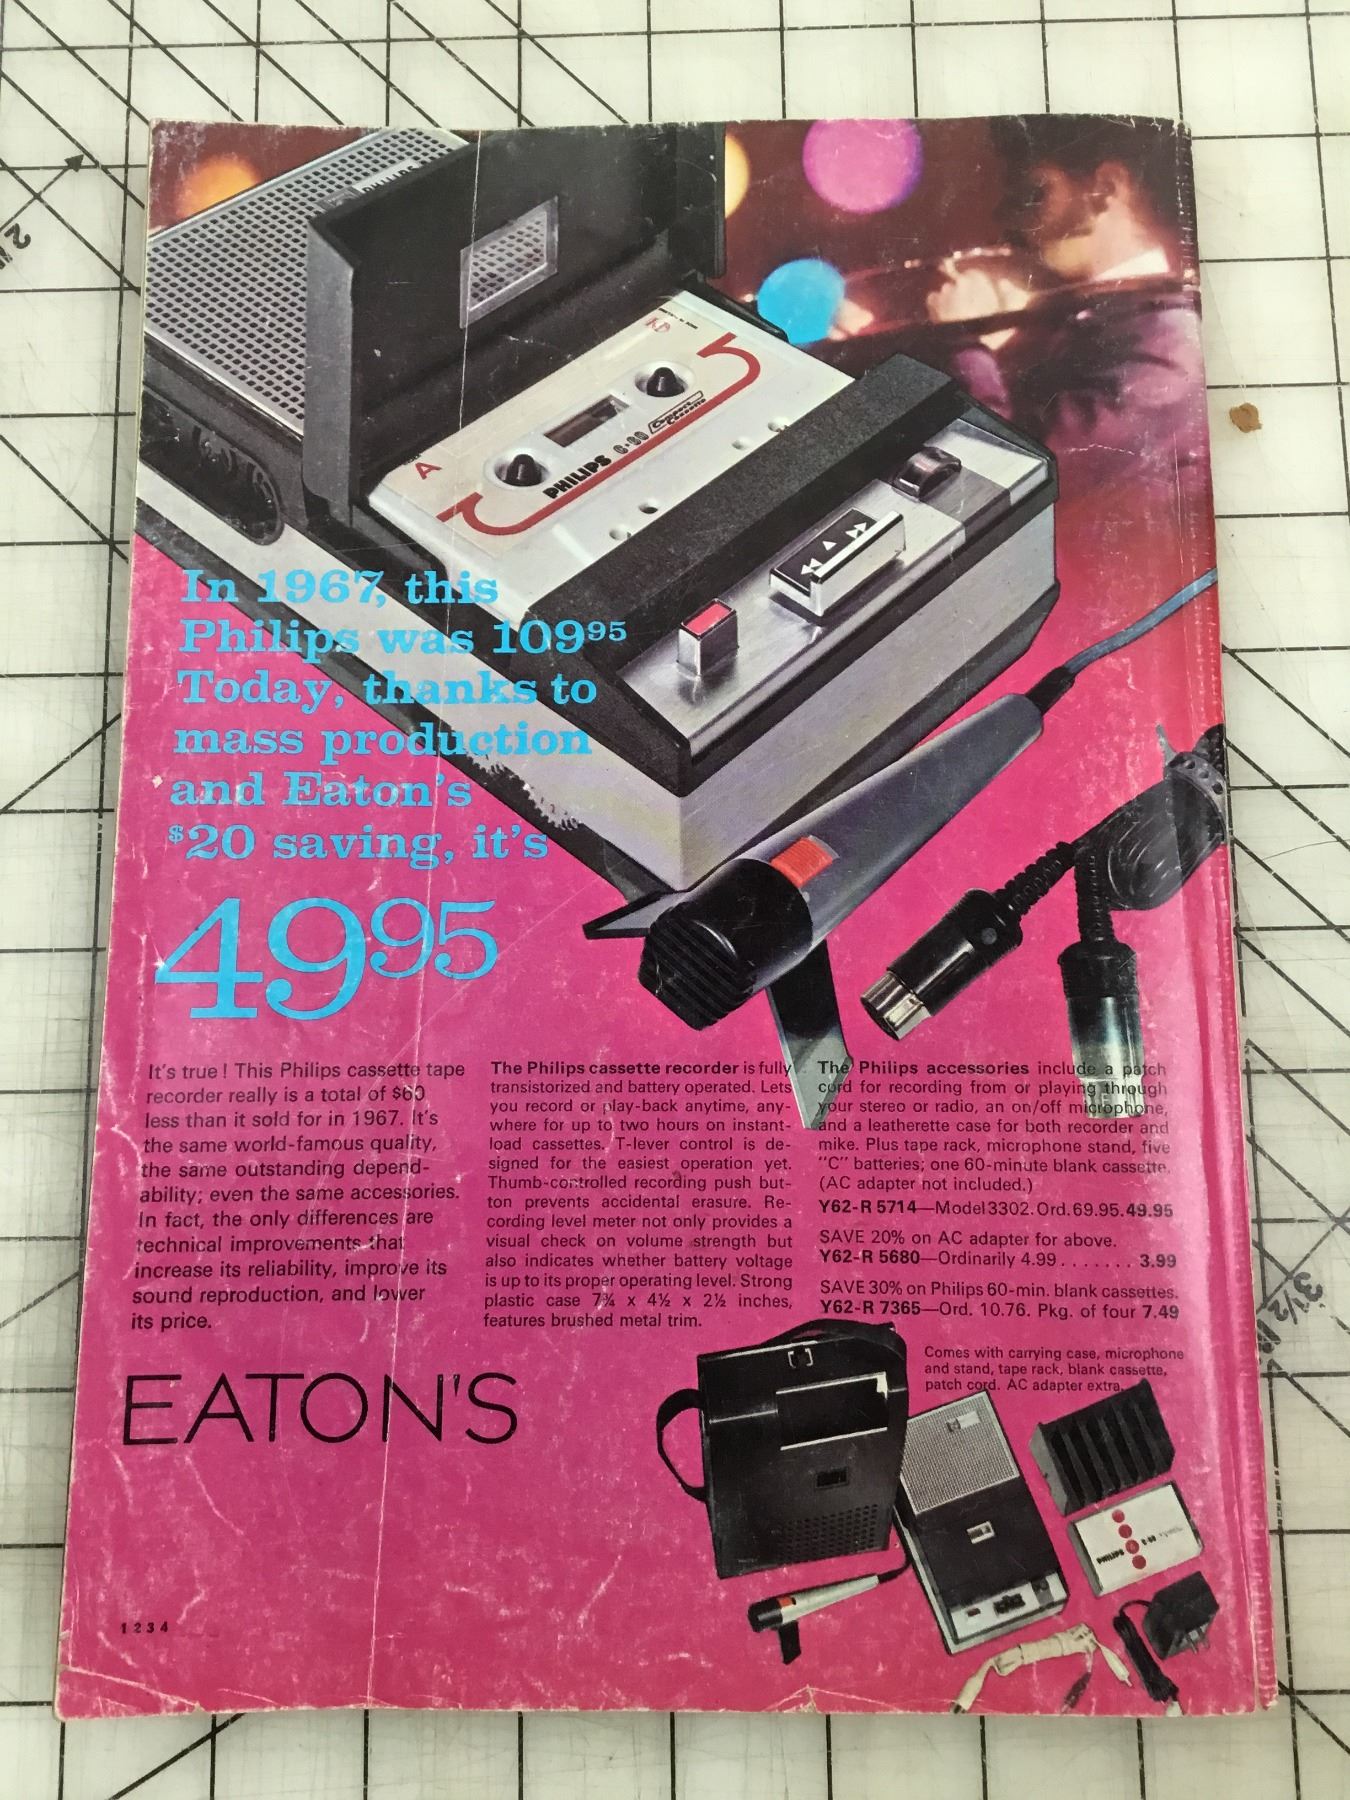 PHILIPS
A
PHILIPS C·60 Compact Cassette
In 1967, this
Philips was 109⁹⁵
Today, thanks to
mass production
and Eaton's
$20 saving, it's
49⁹⁵
It's true! This Philips cassette tape
recorder really is a total of $60
less than it sold for in 1967. It's
the same world-famous quality,
the same outstanding depend-
ability; even the same accessories.
In fact, the only differences are
technical improvements that
increase its reliability, improve its
sound reproduction, and lower
its price.
The Philips cassette recorder is fully
transistorized and battery operated. Lets
you record or play-back anytime, any-
where for up to two hours on instant-
load cassettes. T-lever control is de-
signed for the easiest operation yet.
Thumb-controlled recording push but-
ton prevents accidental erasure. Re-
cording level meter not only provides a
visual check on volume strength but
also indicates whether battery voltage
is up to its proper operating level. Strong
plastic case 7¾ x 4½ x 2½ inches,
features brushed metal trim.
The Philips accessories include a patch
cord for recording from or playing through
your stereo or radio, an on/off microphone,
and a leatherette case for both recorder and
mike. Plus tape rack, microphone stand, five
"C" batteries; one 60-minute blank cassette.
(AC adapter not included.)
Y62-R 5714—Model 3302. Ord. 69.95. 49.95
SAVE 20% on AC adapter for above.
Y62-R 5680—Ordinarily 4.99 . . . . . . . 3.99
SAVE 30% on Philips 60-min. blank cassettes.
Y62-R 7365—Ord. 10.76. Pkg. of four 7.49
Comes with carrying case, microphone
and stand, tape rack, blank cassette,
patch cord. AC adapter extra.
EATON'S
PHILIPS C-60
1 2 3 4
3½
2